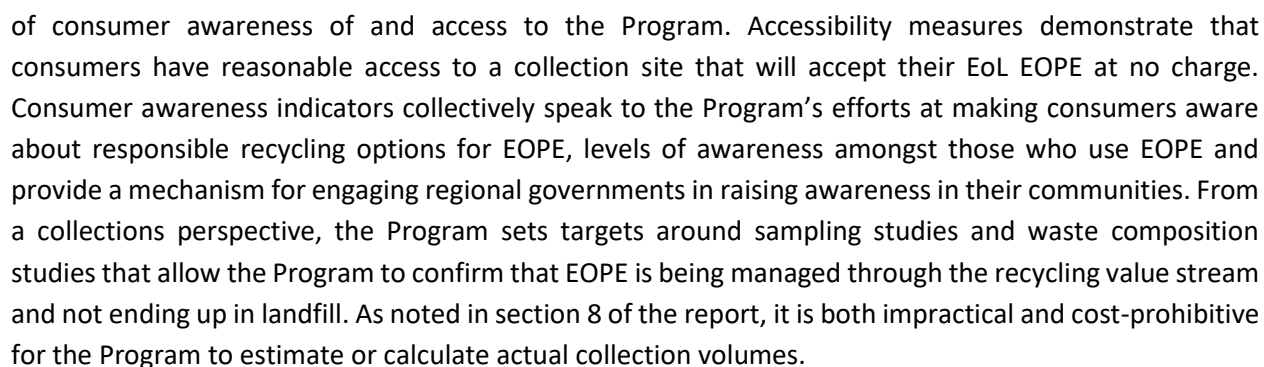 of consumer awareness of and access to the Program. Accessibility measures demonstrate that
consumers have reasonable access to a collection site that will accept their EoL EOPE at no charge.
Consumer awareness indicators collectively speak to the Program's efforts at making consumers aware
about responsible recycling options for EOPE, levels of awareness amongst those who use EOPE and
provide a mechanism for engaging regional governments in raising awareness in their communities. From
a collections perspective, the Program sets targets around sampling studies and waste composition
studies that allow the Program to confirm that EOPE is being managed through the recycling value stream
and not ending up in landfill. As noted in section 8 of the report, it is both impractical and cost-prohibitive
for the Program to estimate or calculate actual collection volumes.